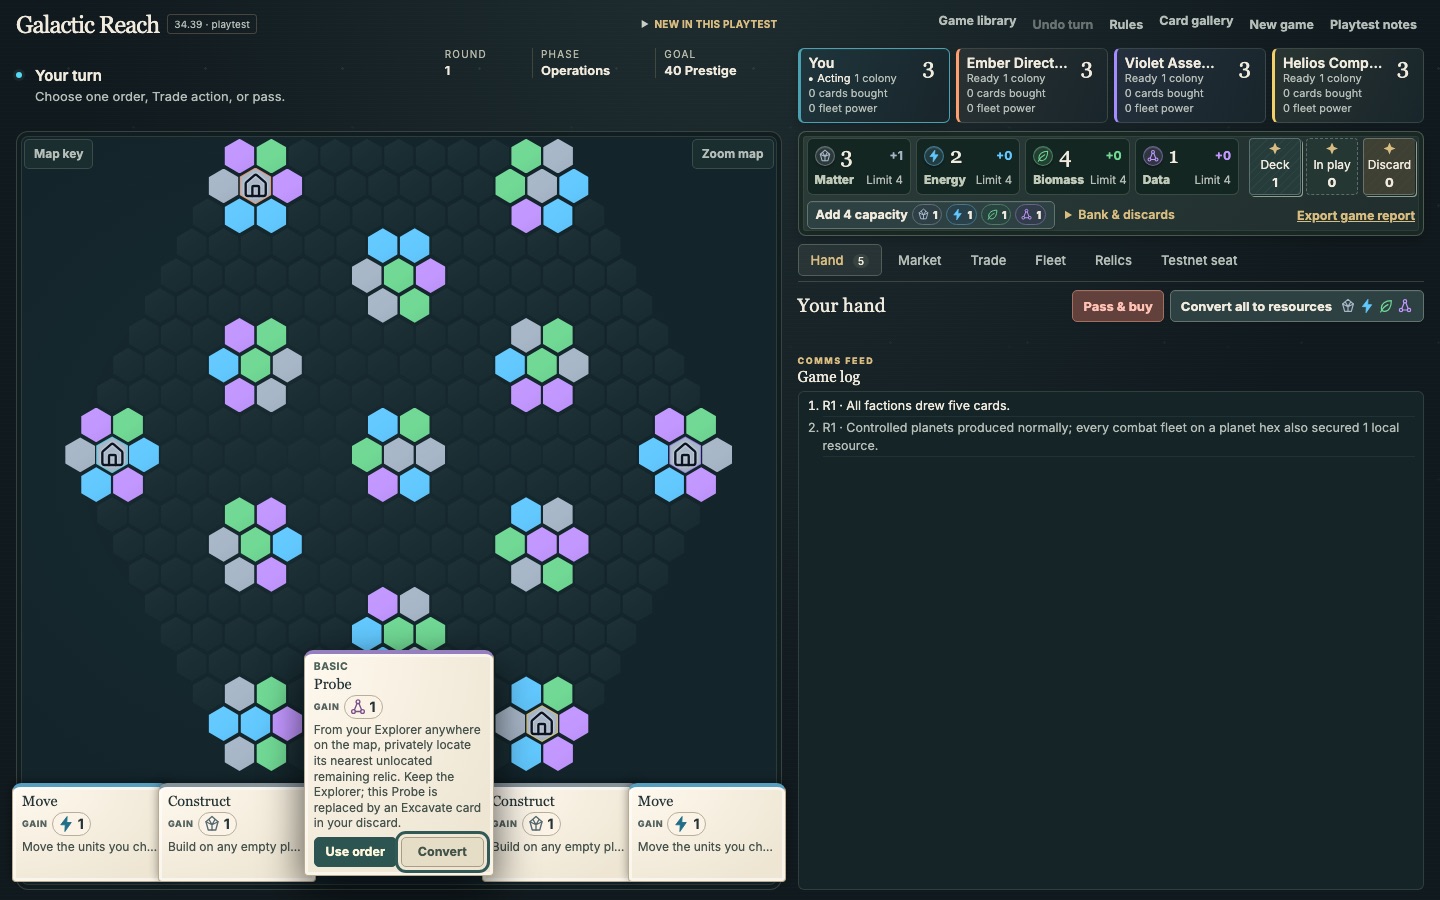 Galactic Reach
34.39 · playtest
▶ NEW IN THIS PLAYTEST
Game library
Undo turn
Rules
Card gallery
New game
Playtest notes
Your turn
Choose one order, Trade action, or pass.
ROUND
1
PHASE
Operations
GOAL
40 Prestige
You
3
• Acting 1 colony
0 cards bought
0 fleet power
Ember Direct...
3
Ready 1 colony
0 cards bought
0 fleet power
Violet Asse...
3
Ready 1 colony
0 cards bought
0 fleet power
Helios Comp...
3
Ready 1 colony
0 cards bought
0 fleet power
Map key
Zoom map
3 +1
Matter Limit 4
2 +0
Energy Limit 4
4 +0
Biomass Limit 4
1 +0
Data Limit 4
Deck
1
In play
0
Discard
0
Add 4 capacity 1 1 1 1
▶ Bank & discards
Export game report
Hand 5
Market
Trade
Fleet
Relics
Testnet seat
Your hand
Pass & buy
Convert all to resources
COMMS FEED
Game log
1. R1 · All factions drew five cards.
2. R1 · Controlled planets produced normally; every combat fleet on a planet hex also secured 1 local
resource.
Move
GAIN 1
Move the units you ch...
Construct
GAIN 1
Build on any empty pl...
BASIC
Probe
GAIN 1
From your Explorer anywhere
on the map, privately locate
its nearest unlocated
remaining relic. Keep the
Explorer; this Probe is
replaced by an Excavate card
in your discard.
Use order
Convert
Construct
GAIN 1
Build on any empty pl...
Move
GAIN 1
Move the units you ch...